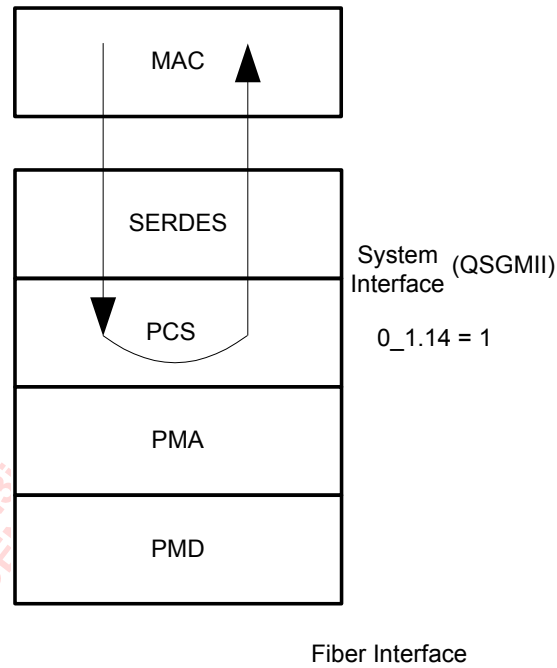 MAC
SERDES
System (QSGMII)
Interface
PCS
0_1.14 = 1
PMA
PMD
Fiber Interface